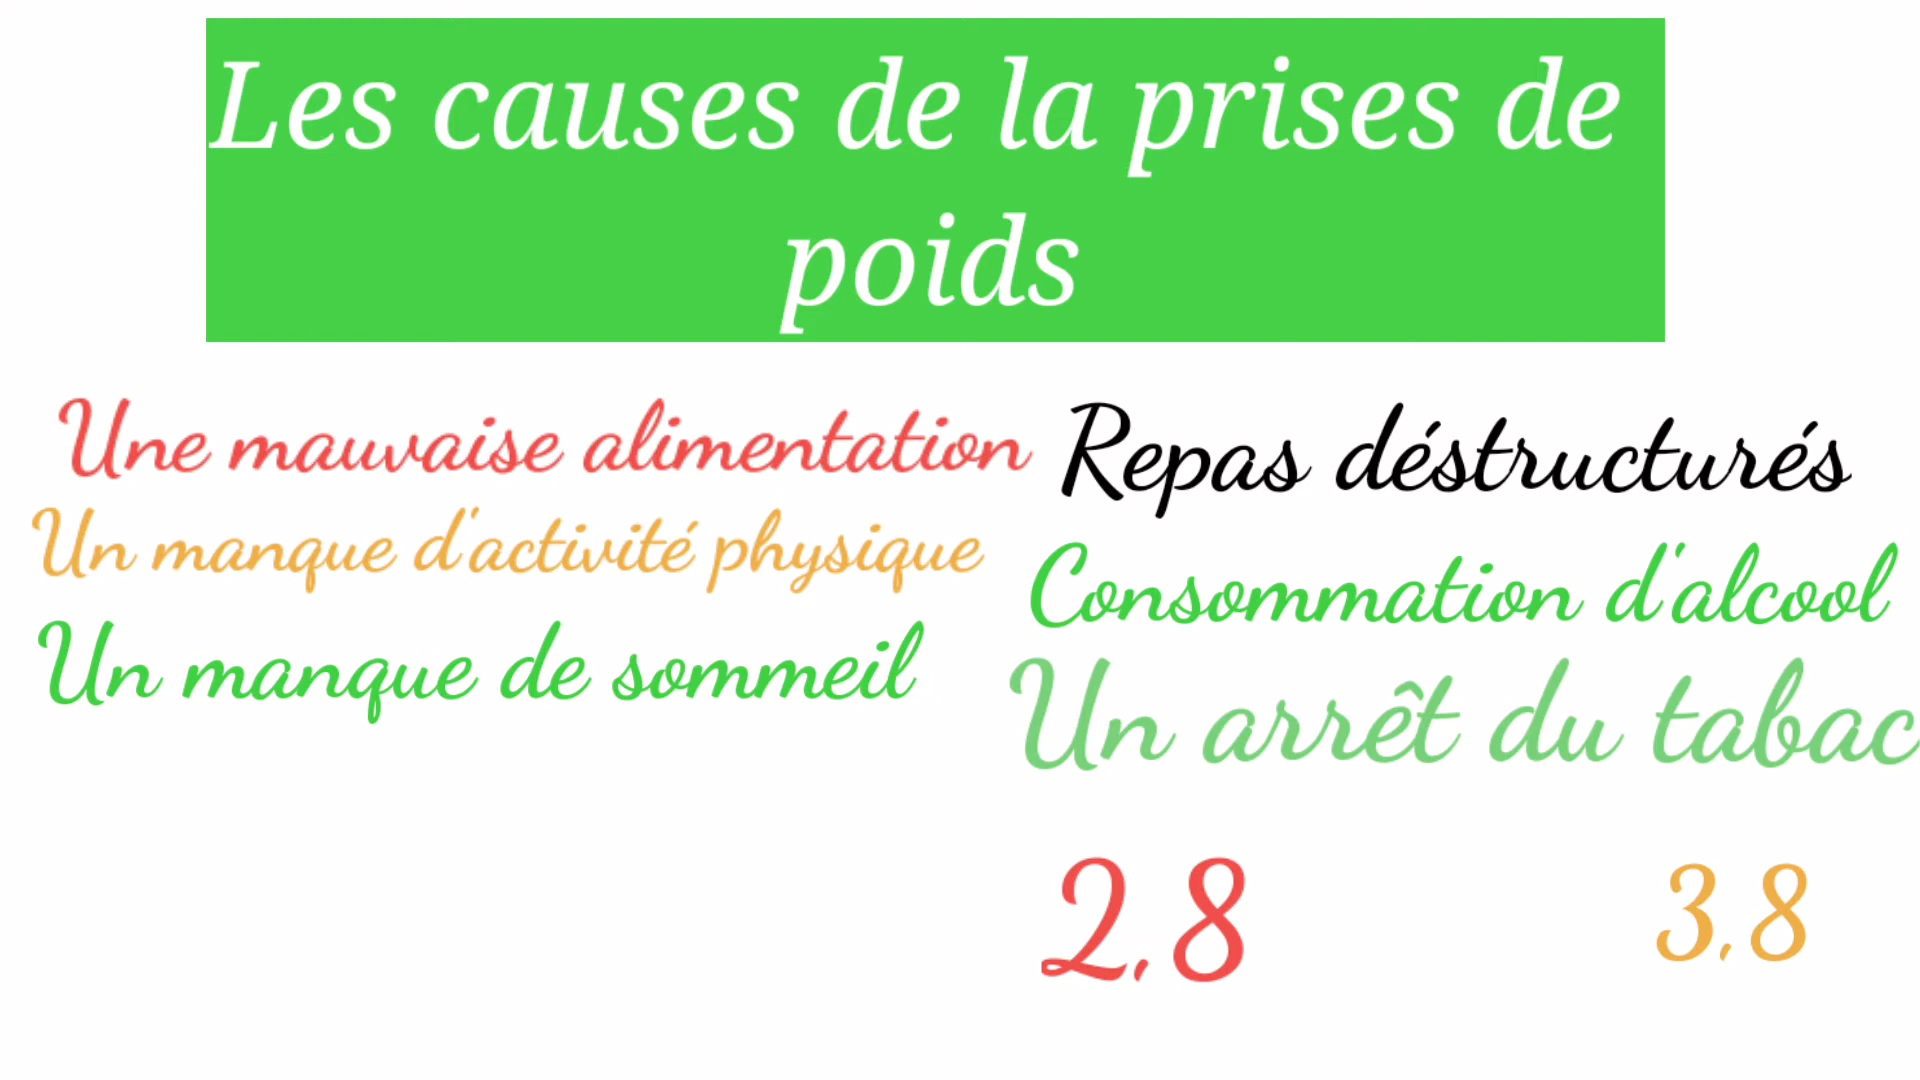 Les causes de la prises de
poids
Une mauvaise alimentation
Un manque d'activité physique
Un manque de sommeil
Repas déstructurés
Consommation d'alcool
Un arrêt du tabac
2,8
3,8